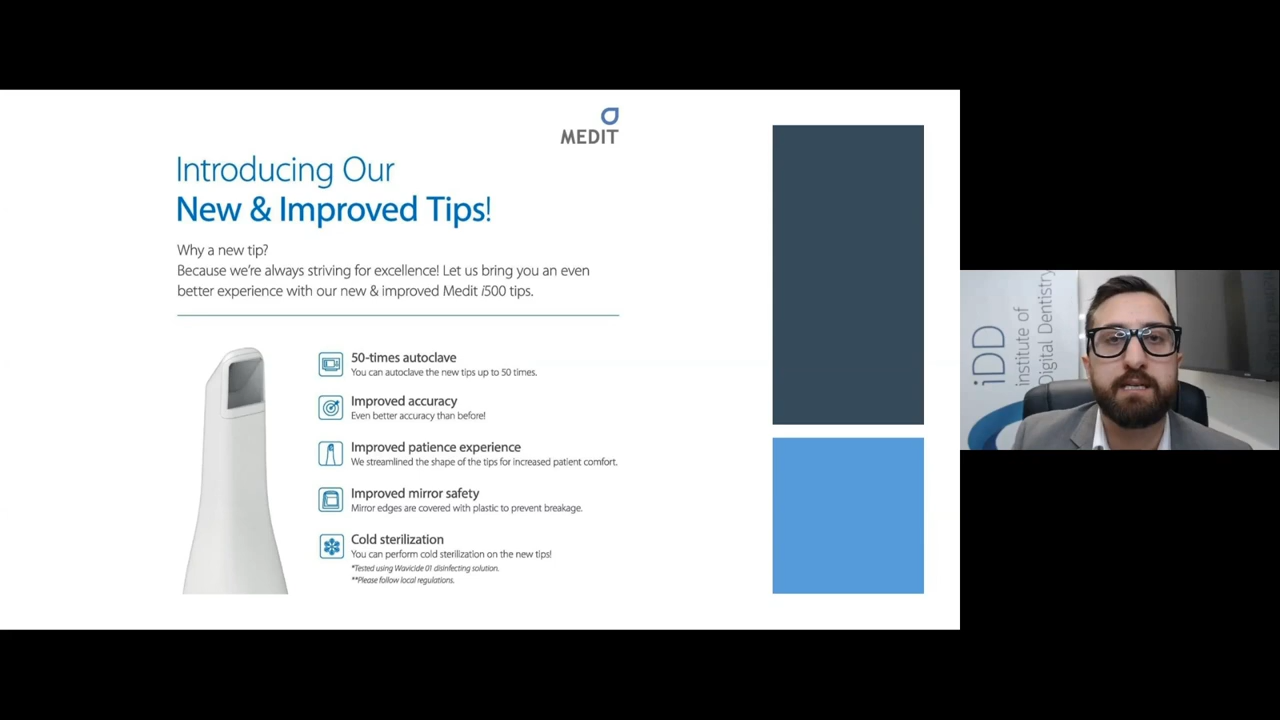 MEDIT
Introducing Our
New & Improved Tips!
Why a new tip?
Because we're always striving for excellence! Let us bring you an even
better experience with our new & improved Medit i500 tips.
50-times autoclave
You can autoclave the new tips up to 50 times.
Improved accuracy
Even better accuracy than before!
Improved patience experience
We streamlined the shape of the tips for increased patient comfort.
Improved mirror safety
Mirror edges are covered with plastic to prevent breakage.
Cold sterilization
You can perform cold sterilization on the new tips!
*Tested using Wavicide 01 disinfecting solution.
**Please follow local regulations.
iDD
institute of
Digital Dentistry